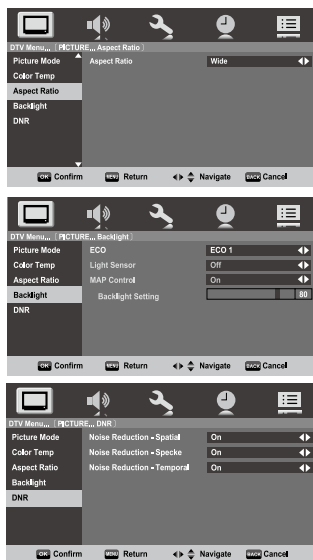 DTV Menu,,, [ PICTURE,,, Aspect Ratio ]
Picture Mode Aspect Ratio Wide
Color Temp
Aspect Ratio
Backlight
DNR
OK Confirm MENU Return Navigate BACK Cancel
DTV Menu,,, [ PICTURE,,, Backlight ]
Picture Mode ECO ECO 1
Color Temp Light Sensor Off
Aspect Ratio MAP Control On
Backlight Backlight Setting 80
DNR
OK Confirm MENU Return Navigate BACK Cancel
DTV Menu,,, [ PICTURE,,, DNR ]
Picture Mode Noise Reduction - Spatial On
Color Temp Noise Reduction - Specke On
Aspect Ratio Noise Reduction - Temporal On
Backlight
DNR
OK Confirm MENU Return Navigate BACK Cancel